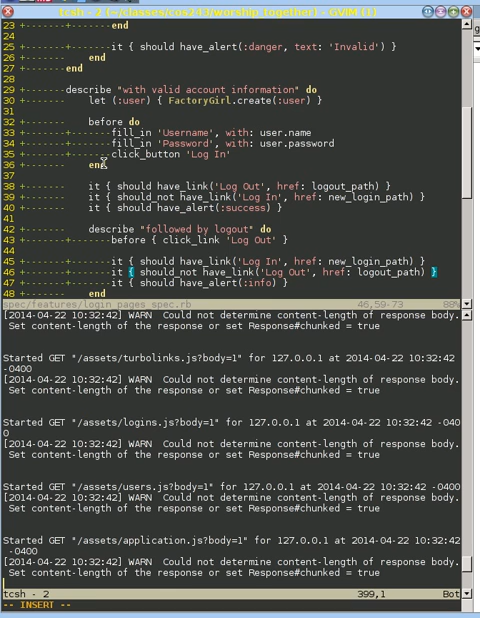 tcsh - 2 (~/classes/cos243/worship_together) - GVIM (1)
23 +-------+-------end
24
25 +-------+-------it { should have_alert(:danger, text: 'Invalid') }
26 +-------    end
27 +-------end
28
29 +-------describe "with valid account information" do
30 +-------    let (:user) { FactoryGirl.create(:user) }
31
32 +-------    before do
33 +-------+-------fill_in 'Username', with: user.name
34 +-------+-------fill_in 'Password', with: user.password
35 +-------+-------click_button 'Log In'
36 +-------    end
37
38 +-------    it { should have_link('Log Out', href: logout_path) }
39 +-------    it { should_not have_link('Log In', href: new_login_path) }
40 +-------    it { should have_alert(:success) }
41
42 +-------    describe "followed by logout" do
43 +-------+-------before { click_link 'Log Out' }
44
45 +-------+-------it { should have_link('Log In', href: new_login_path) }
46 +-------+-------it { should_not have_link('Log Out', href: logout_path) }
47 +-------+-------it { should have_alert(:info) }
48 +-------    end
spec/features/login_pages_spec.rb 46,59-73 88%
[2014-04-22 10:32:42] WARN  Could not determine content-length of response body.
 Set content-length of the response or set Response#chunked = true
Started GET "/assets/turbolinks.js?body=1" for 127.0.0.1 at 2014-04-22 10:32:42
-0400
[2014-04-22 10:32:42] WARN  Could not determine content-length of response body.
 Set content-length of the response or set Response#chunked = true
Started GET "/assets/logins.js?body=1" for 127.0.0.1 at 2014-04-22 10:32:42 -040
0
[2014-04-22 10:32:42] WARN  Could not determine content-length of response body.
 Set content-length of the response or set Response#chunked = true
Started GET "/assets/users.js?body=1" for 127.0.0.1 at 2014-04-22 10:32:42 -0400
[2014-04-22 10:32:42] WARN  Could not determine content-length of response body.
 Set content-length of the response or set Response#chunked = true
Started GET "/assets/application.js?body=1" for 127.0.0.1 at 2014-04-22 10:32:42
 -0400
[2014-04-22 10:32:42] WARN  Could not determine content-length of response body.
 Set content-length of the response or set Response#chunked = true
tcsh - 2 399,1 Bot
-- INSERT --